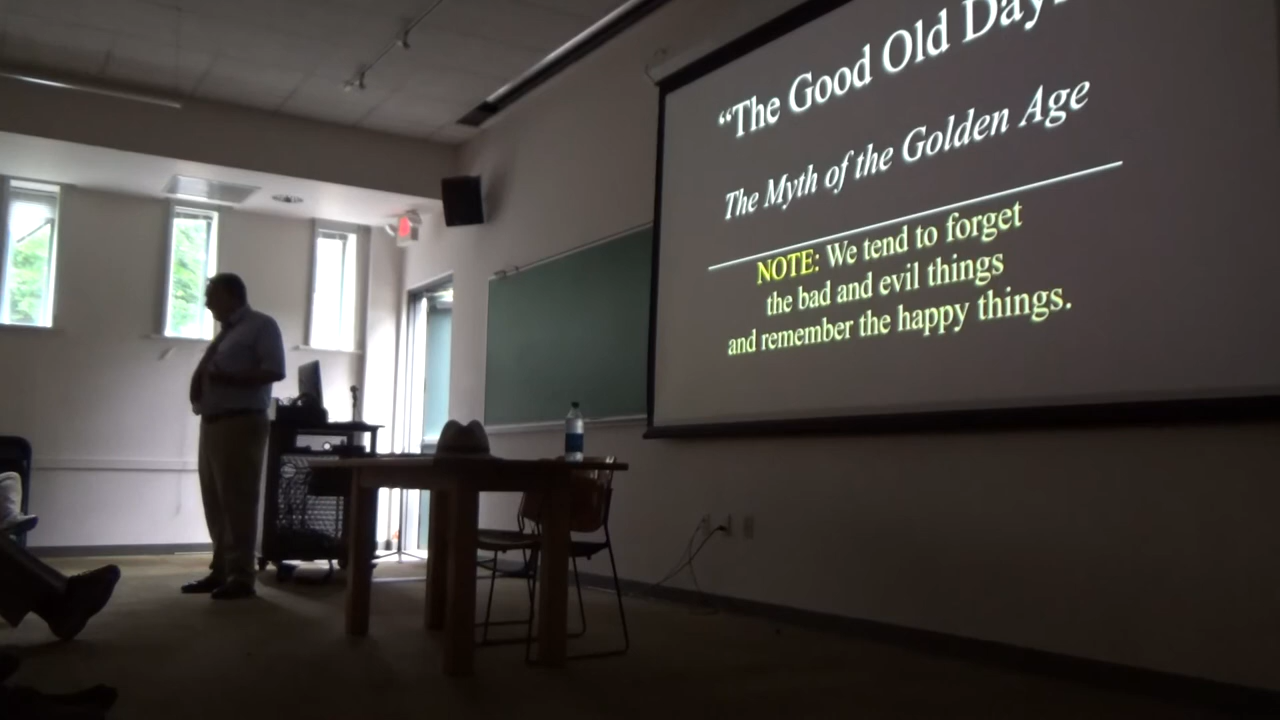 “The Good Old Days
The Myth of the Golden Age
NOTE: We tend to forget
the bad and evil things
and remember the happy things.